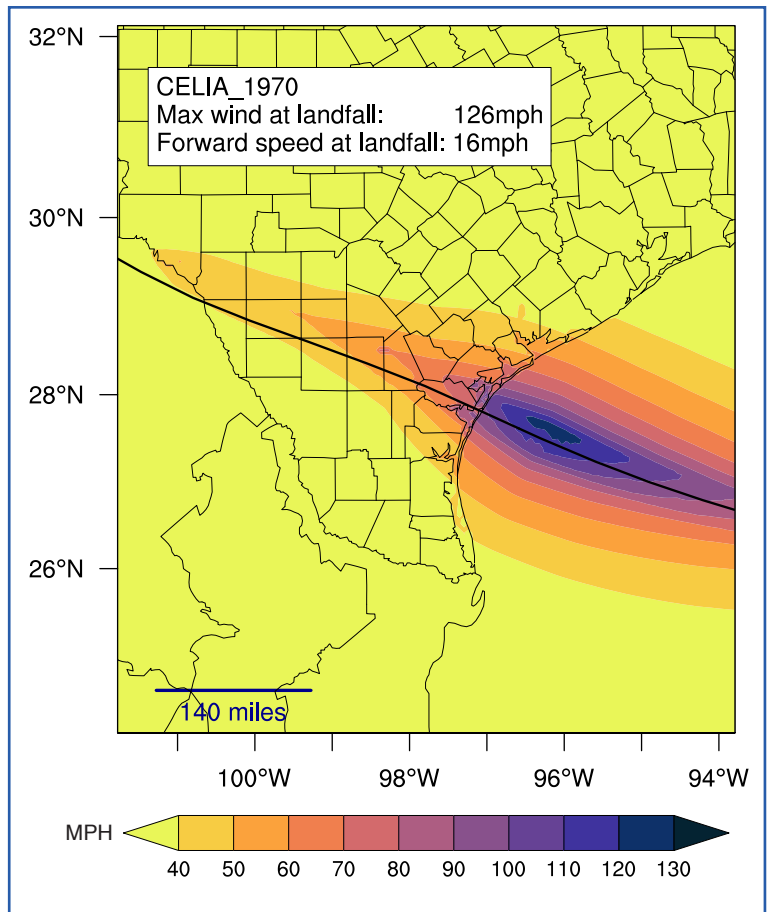 32°N
CELIA_1970
Max wind at landfall: 126mph
Forward speed at landfall: 16mph
30°N
28°N
26°N
140 miles
100°W 98°W 96°W 94°W
MPH
40 50 60 70 80 90 100 110 120 130